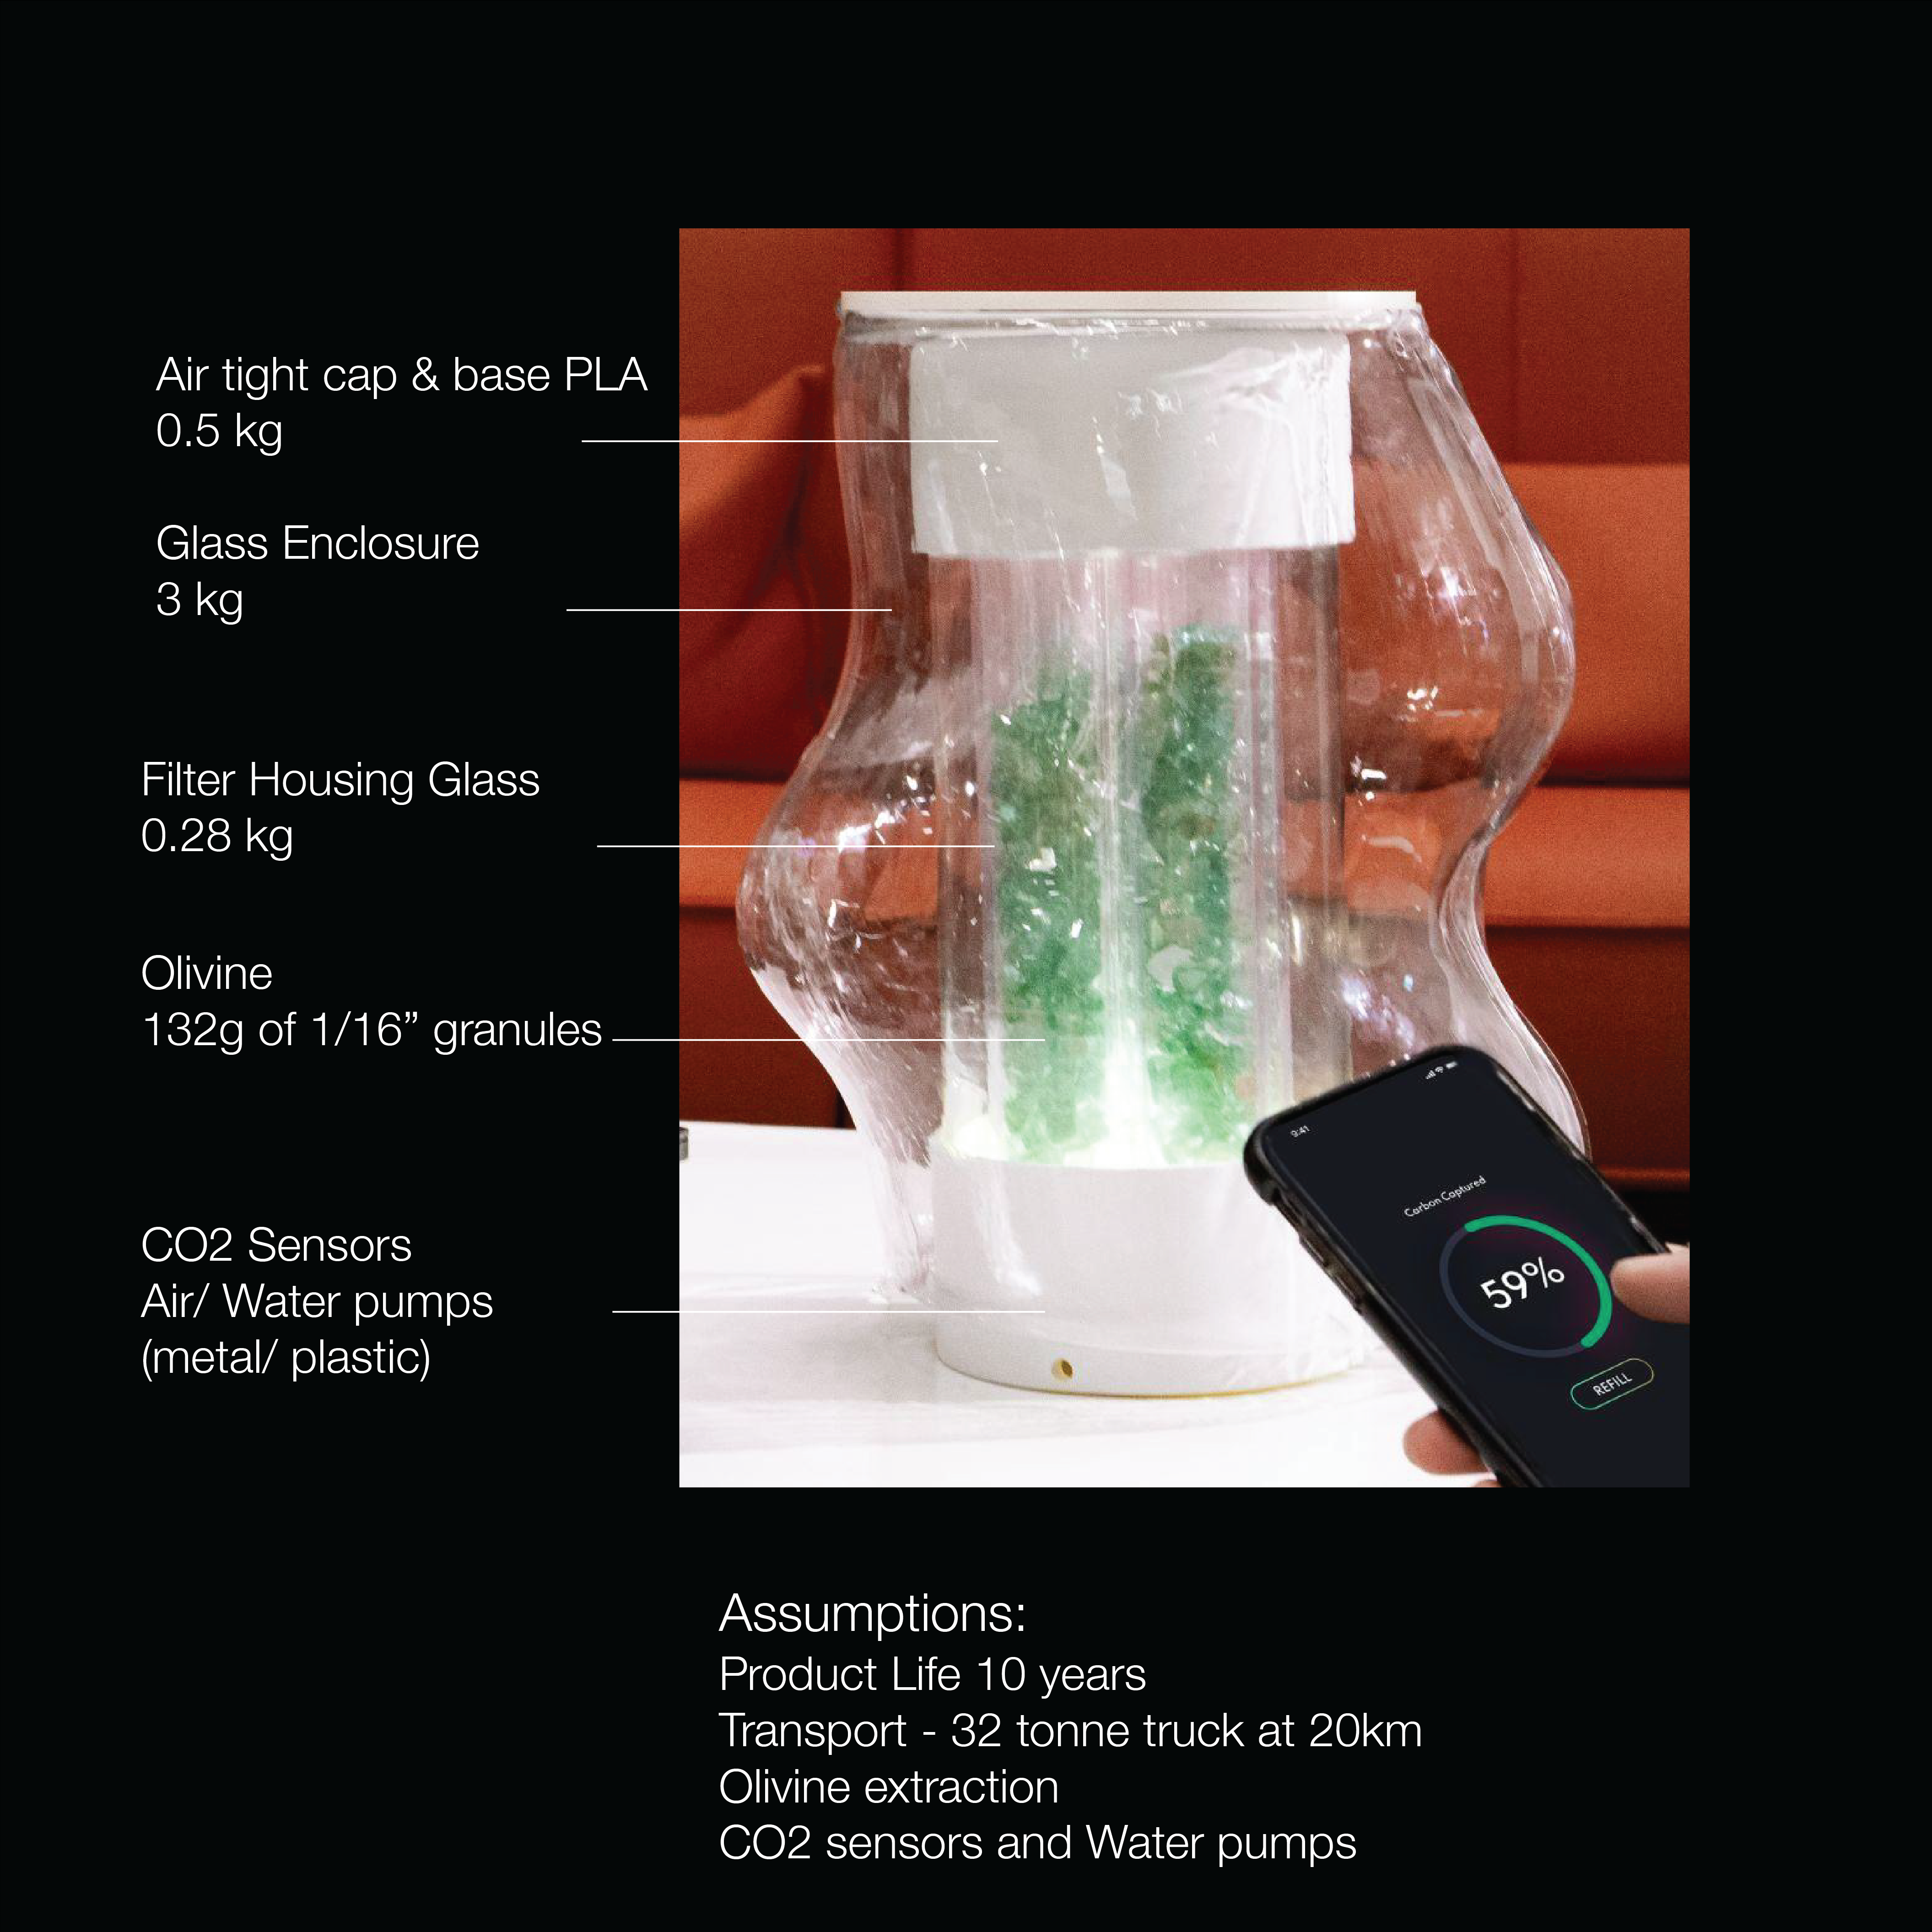 Air tight cap & base PLA
0.5 kg
Glass Enclosure
3 kg
Filter Housing Glass
0.28 kg
Olivine
132g of 1/16” granules
CO2 Sensors
Air/ Water pumps
(metal/ plastic)
9:41
Carbon Captured
59%
REFILL
Assumptions:
Product Life 10 years
Transport - 32 tonne truck at 20km
Olivine extraction
CO2 sensors and Water pumps